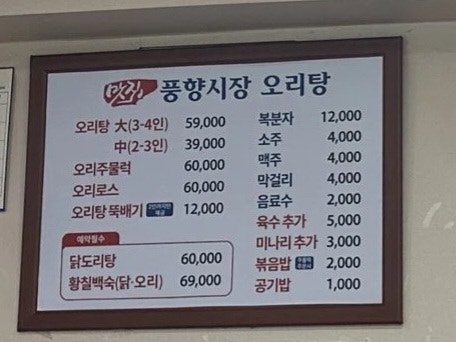 맛집 풍향시장 오리탕
오리탕 大(3-4인) 59,000
中(2-3인) 39,000
오리주물럭 60,000
오리로스 60,000
오리탕 뚝배기 12,000
예약필수
닭도리탕 60,000
황칠백숙(닭·오리) 69,000
복분자 12,000
소주 4,000
맥주 4,000
막걸리 4,000
음료수 2,000
육수 추가 5,000
미나리 추가 3,000
볶음밥 2,000
공기밥 1,000